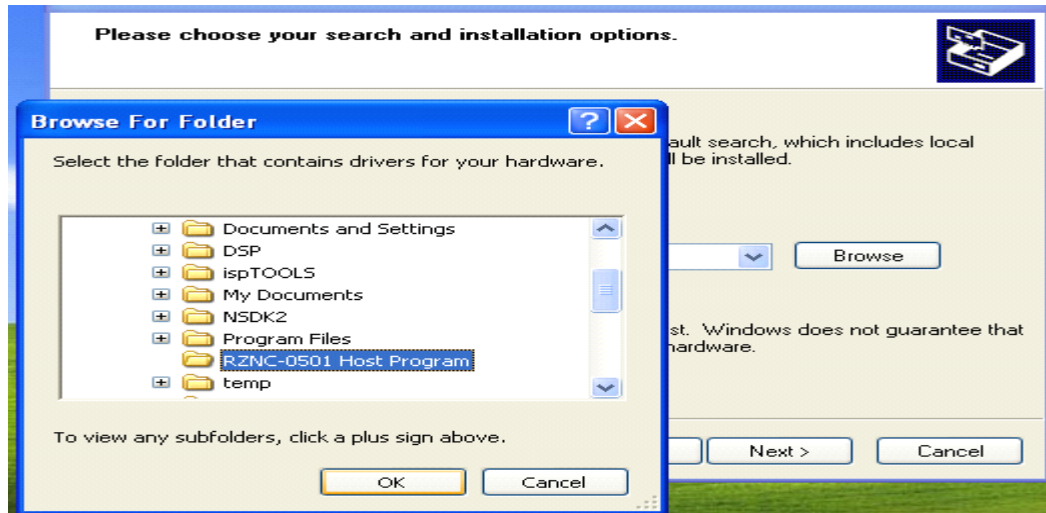 Please choose your search and installation options.
Browse For Folder
Select the folder that contains drivers for your hardware.
Documents and Settings
DSP
ispTOOLS
My Documents
NSDK2
Program Files
RZNC-0501 Host Program
temp
To view any subfolders, click a plus sign above.
OK Cancel
ault search, which includes local
ll be installed.
Browse
st. Windows does not guarantee that
hardware.
Next > Cancel